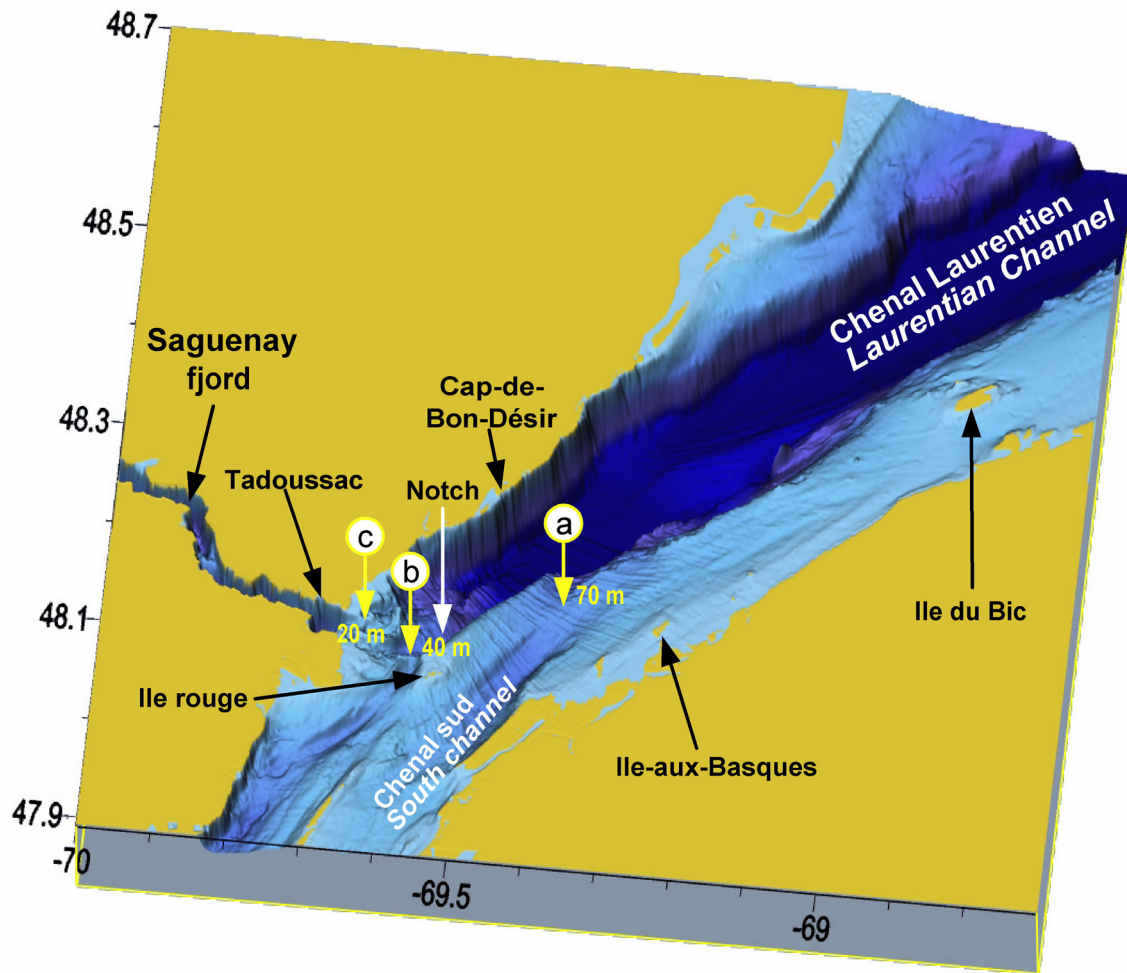 48.7
48.5
Chenal Laurentien
Laurentian Channel
Saguenay
fjord
Cap-de-
Bon-Désir
48.3
Tadoussac
Notch
c
b
a
70 m
Ile du Bic
48.1
20 m
40 m
Ile rouge
Chenal sud
South channel
Ile-aux-Basques
47.9
-70
-69.5
-69